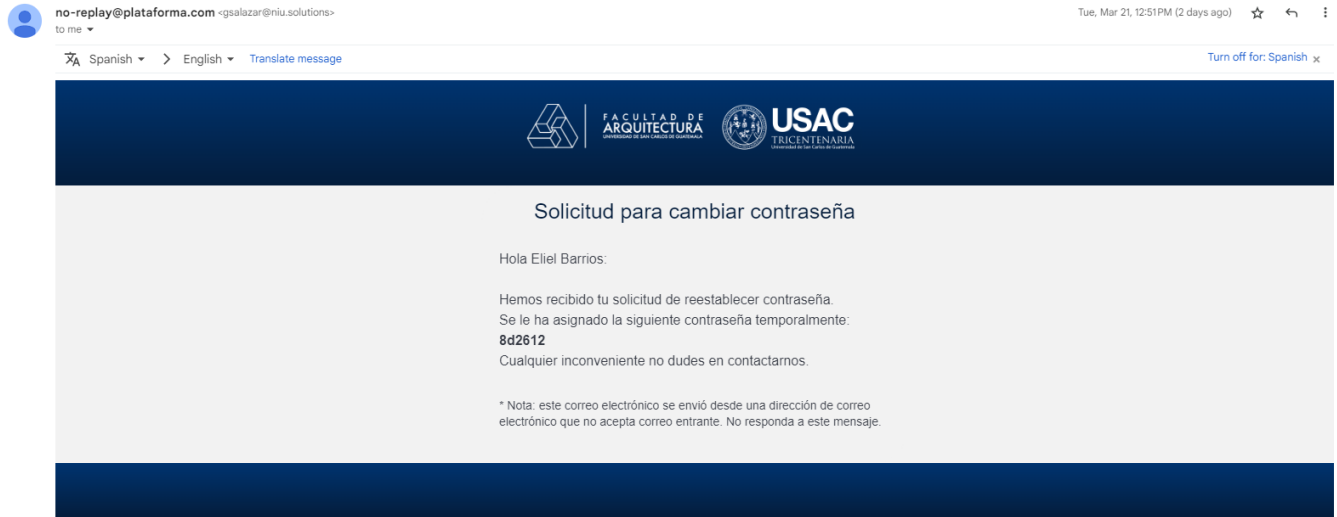 no-replay@plataforma.com <gsalazar@niu.solutions>
Tue, Mar 21, 12:51 PM (2 days ago)
to me
Spanish > English Translate message
Turn off for: Spanish ×
FACULTAD DE
ARQUITECTURA
UNIVERSIDAD DE SAN CARLOS DE GUATEMALA
USAC
TRICENTENARIA
Universidad de San Carlos de Guatemala
Solicitud para cambiar contraseña
Hola Eliel Barrios:
Hemos recibido tu solicitud de reestablecer contraseña.
Se le ha asignado la siguiente contraseña temporalmente:
8d2612
Cualquier inconveniente no dudes en contactarnos.
* Nota: este correo electrónico se envió desde una dirección de correo
electrónico que no acepta correo entrante. No responda a este mensaje.